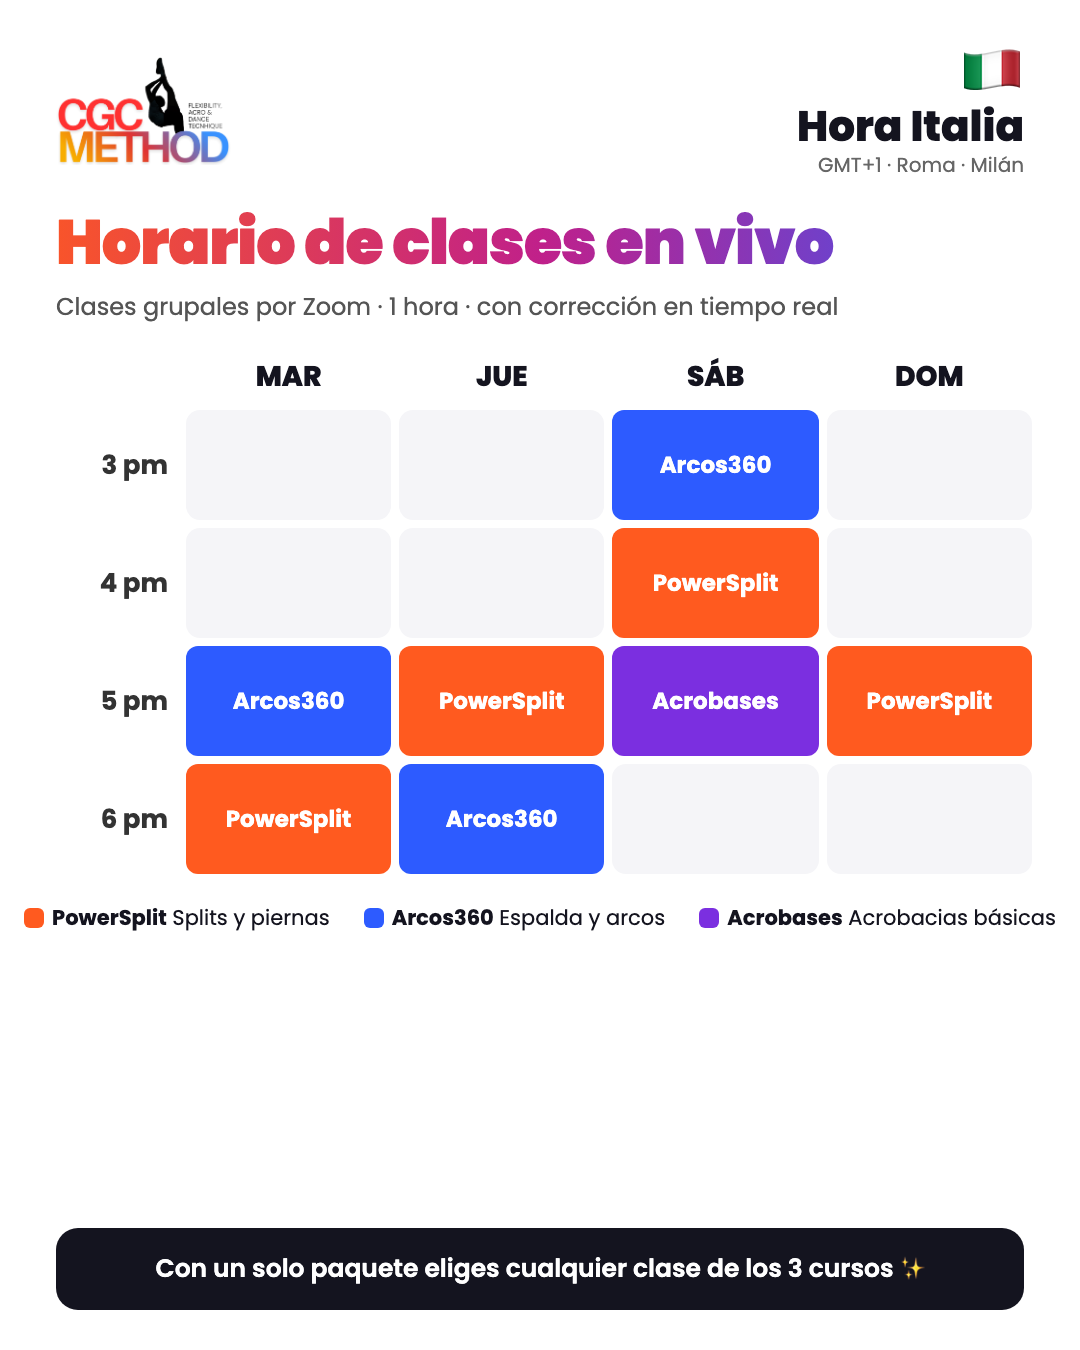 CGC
METHOD
FLEXIBILITY,
ACRO &
DANCE
TECNHIQUE
Hora Italia
GMT+1 · Roma · Milán
Horario de clases en vivo
Clases grupales por Zoom · 1 hora · con corrección en tiempo real
MAR JUE SÁB DOM
3 pm Arcos360
4 pm PowerSplit
5 pm Arcos360 PowerSplit Acrobases PowerSplit
6 pm PowerSplit Arcos360
PowerSplit Splits y piernas Arcos360 Espalda y arcos Acrobases Acrobacias básicas
Con un solo paquete eliges cualquier clase de los 3 cursos ✨